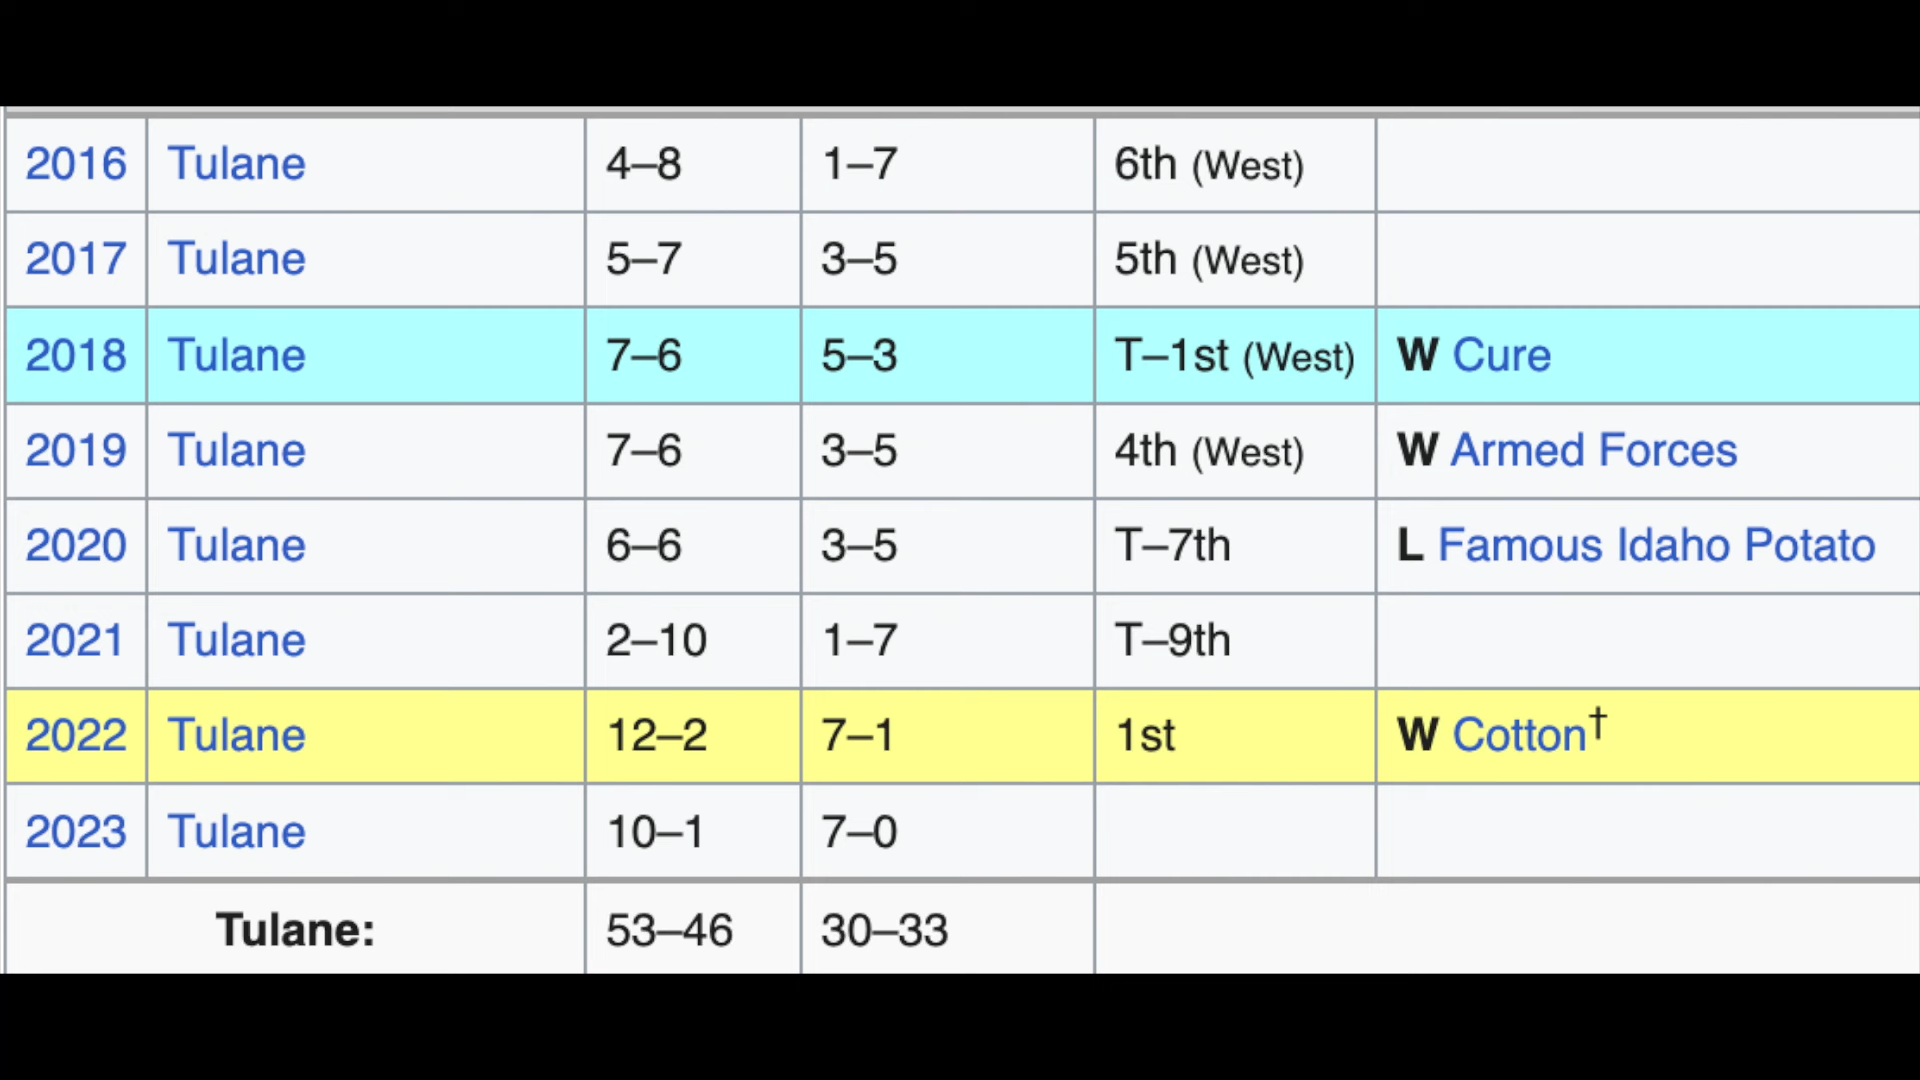 2016 Tulane 4–8 1–7 6th (West)
2017 Tulane 5–7 3–5 5th (West)
2018 Tulane 7–6 5–3 T–1st (West) W Cure
2019 Tulane 7–6 3–5 4th (West) W Armed Forces
2020 Tulane 6–6 3–5 T–7th L Famous Idaho Potato
2021 Tulane 2–10 1–7 T–9th
2022 Tulane 12–2 7–1 1st W Cotton†
2023 Tulane 10–1 7–0
Tulane: 53–46 30–33